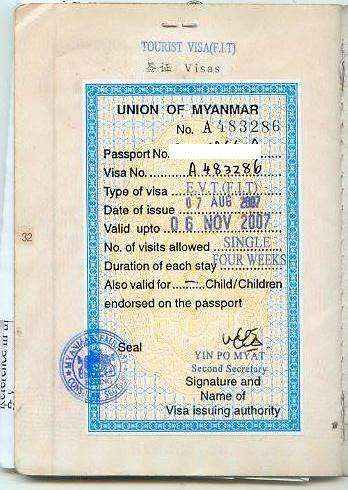 TOURIST VISA(F.I.T)
签证 Visas
UNION OF MYANMAR
No. A 483286
Passport No.
Visa No. A 483286
Type of visa E.V.T (F.I.T)
Date of issue 07 AUG 2007
Valid upto 06 NOV 2007
No. of visits allowed SINGLE
Duration of each stay FOUR WEEKS
Also valid for Child/Children
endorsed on the passport
32
Seal
YIN PO MYAT
Second Secretary
Signature and
Name of
Visa issuing authority